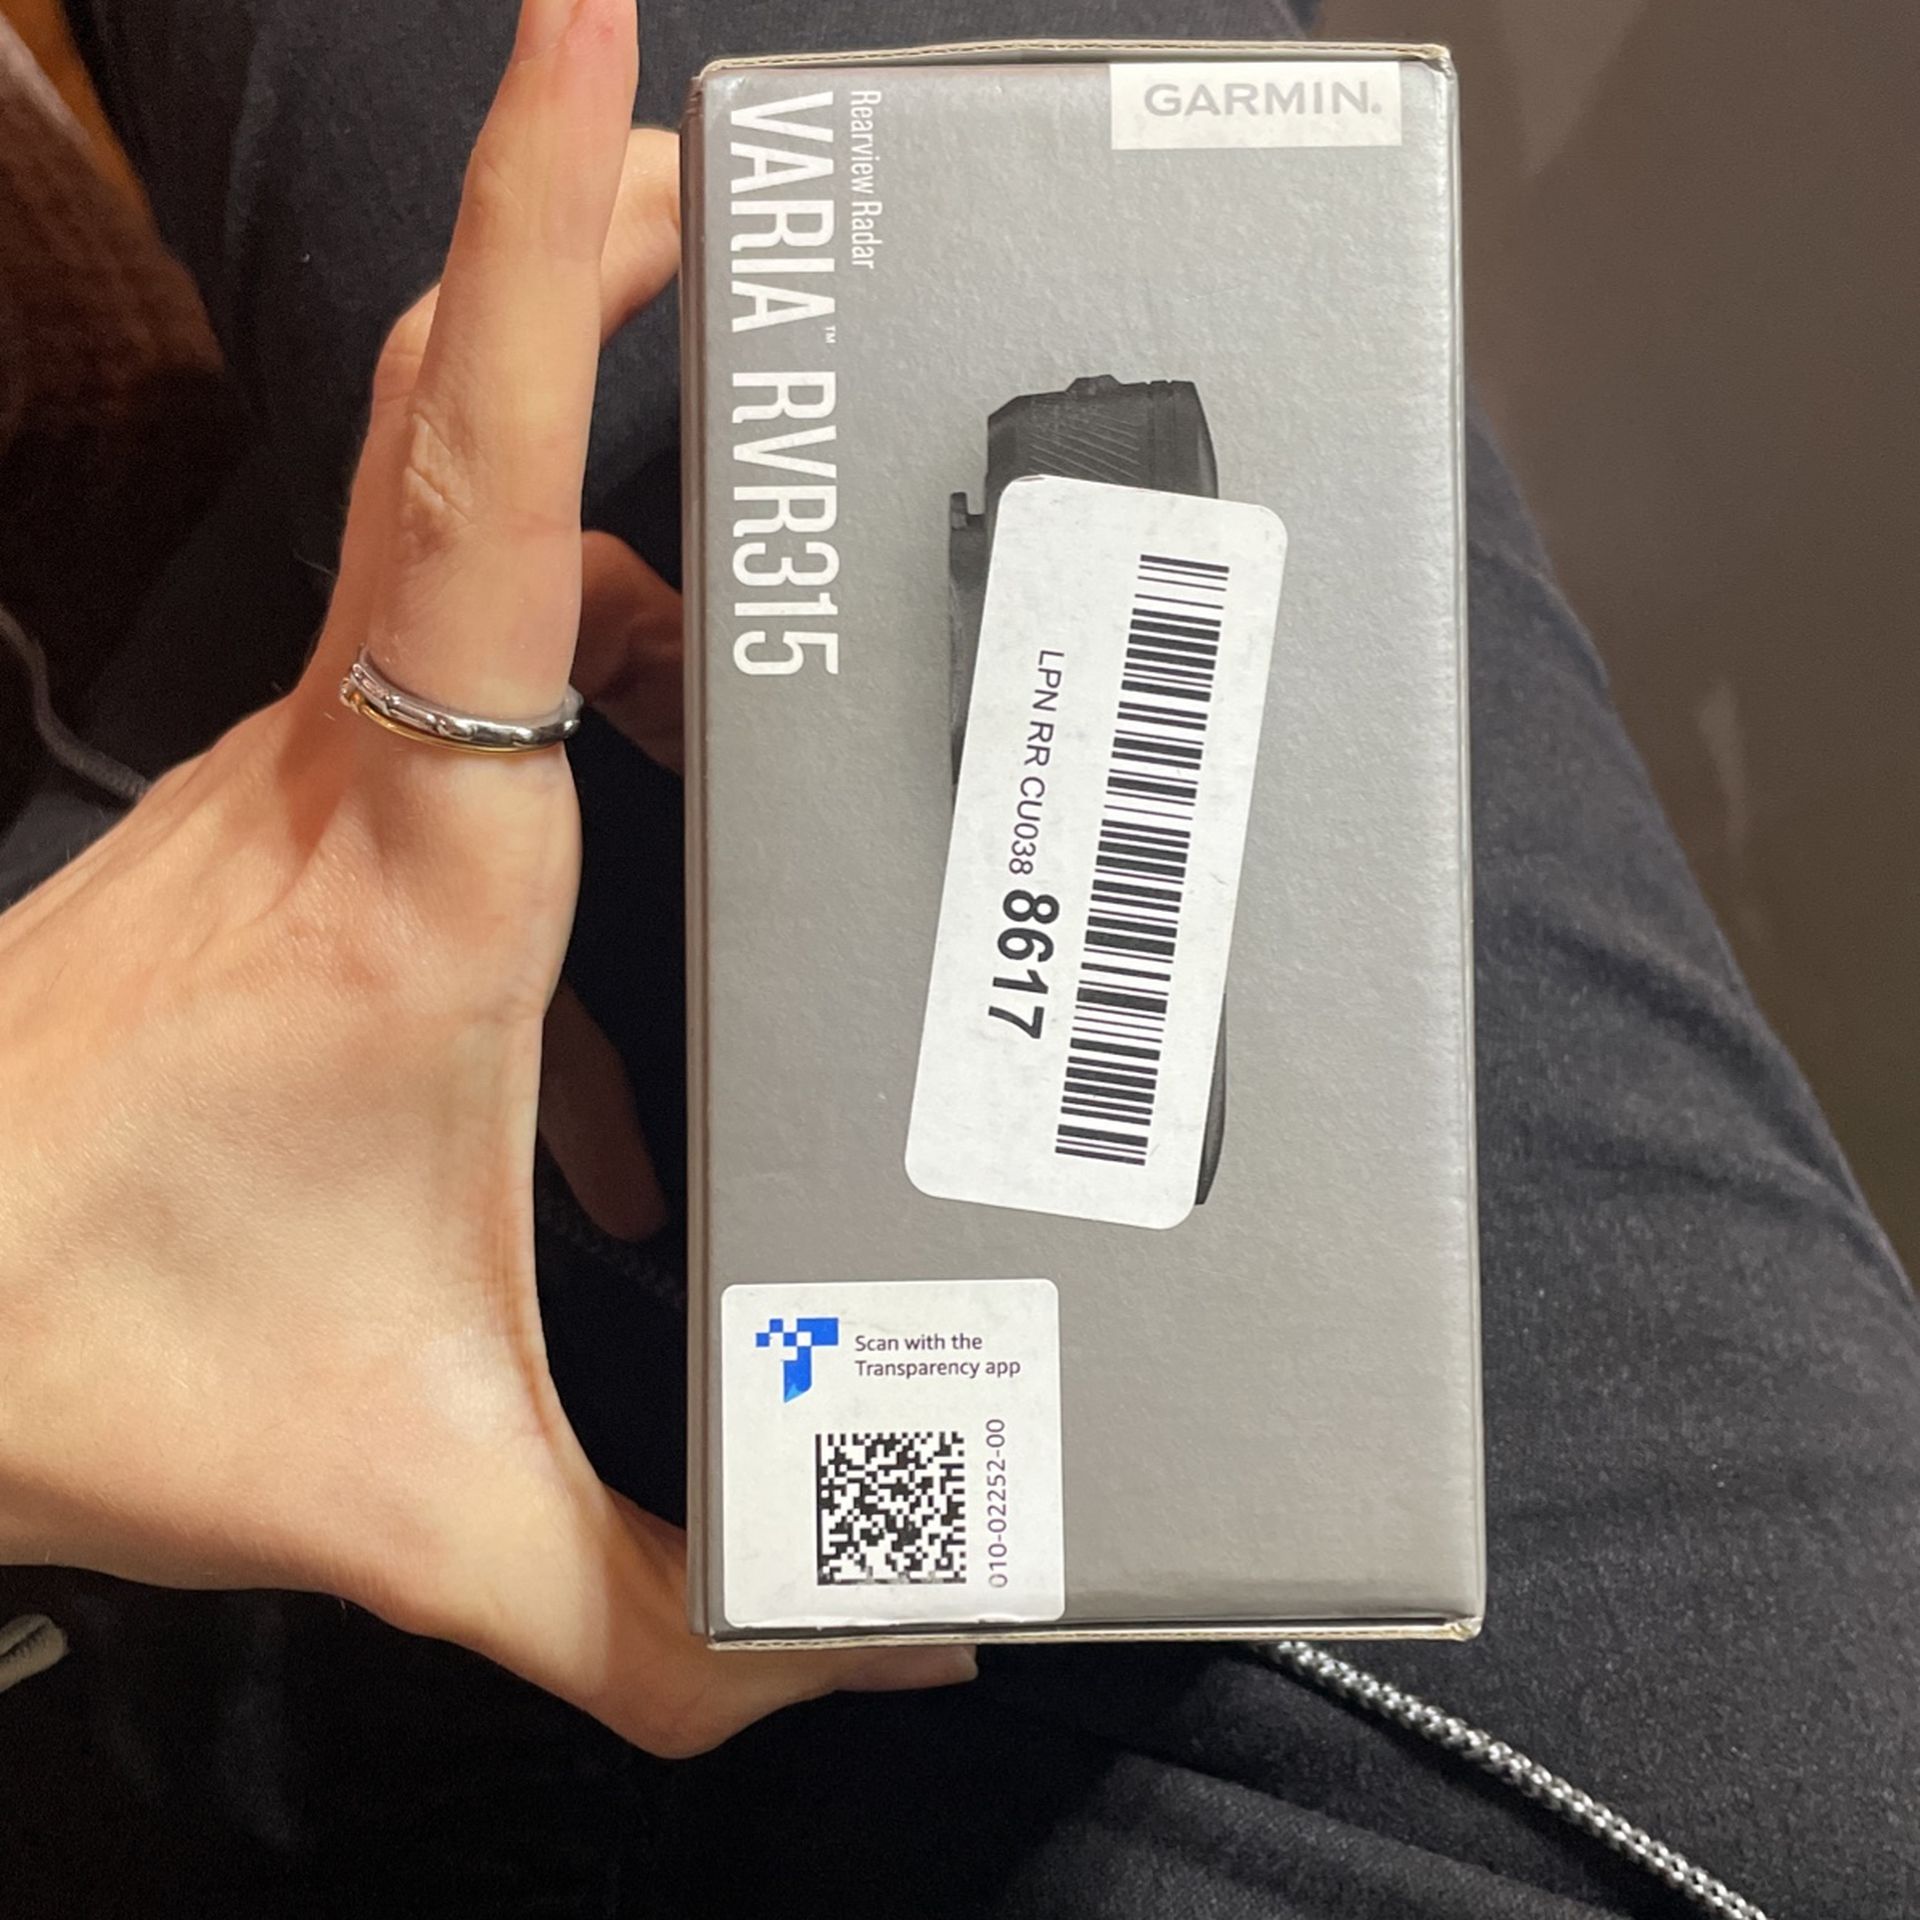 GARMIN.
Rearview Radar
VARIA™ RVR315
LPN RR CU038 8617
Scan with the
Transparency app
010-02252-00